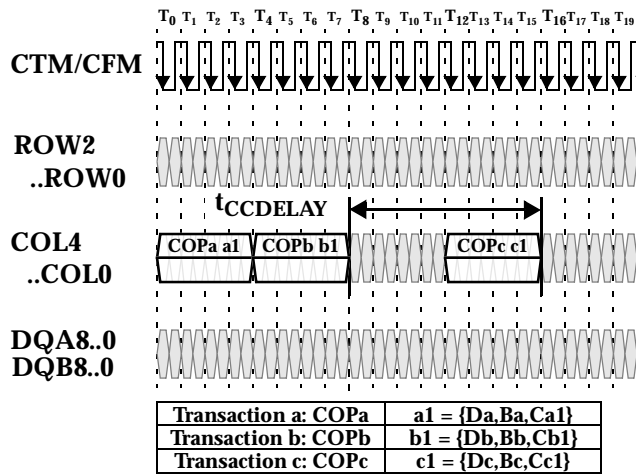 T0 T1 T2 T3 T4 T5 T6 T7 T8 T9 T10 T11 T12 T13 T14 T15 T16 T17 T18 T19
CTM/CFM
ROW2
..ROW0
tCCDELAY
COL4
..COL0
COPa a1
COPb b1
COPc c1
DQA8..0
DQB8..0
Transaction a: COPa a1 = {Da,Ba,Ca1}
Transaction b: COPb b1 = {Db,Bb,Cb1}
Transaction c: COPc c1 = {Dc,Bc,Cc1}